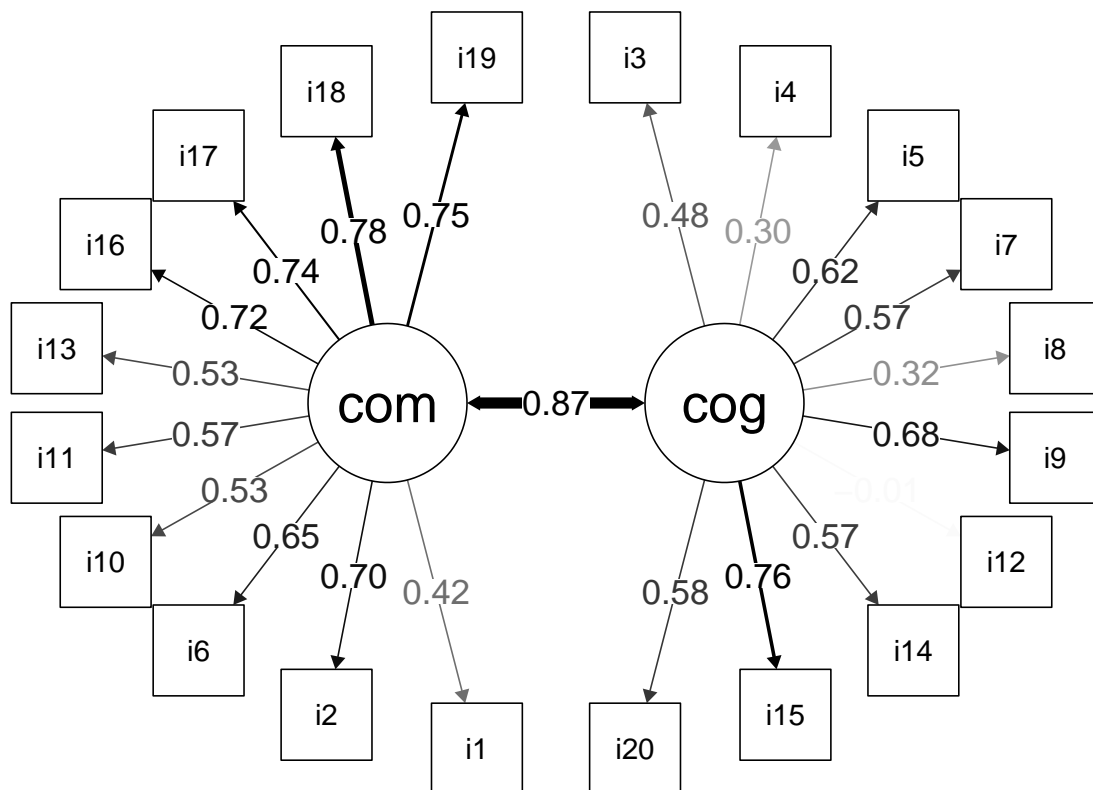 i19
i3
i18
i4
i17
i5
i16
i7
0.75
0.48
0.78
0.30
0.74
0.62
0.72
0.57
i13
i8
0.53
0.32
com
0.87
cog
0.57
0.68
i11
i9
0.53
−0.01
0.65
0.57
i10
i12
0.70
0.76
0.42
0.58
i6
i14
i2
i15
i1
i20